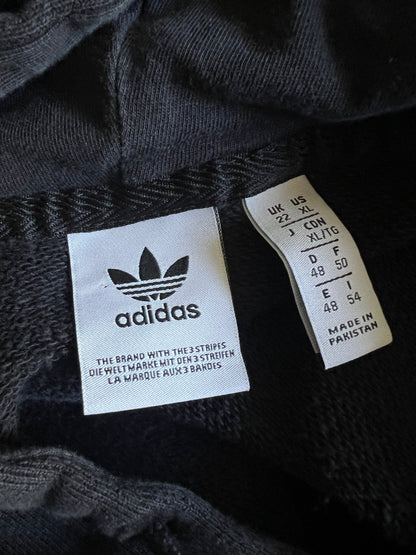 adidas
THE BRAND WITH THE 3 STRIPES
DIE WELTMARKE MIT DEN 3 STREIFEN
LA MARQUE AUX 3 BANDES
UK US
22 XL
J CDN
XL/TG
D F
48 50
E I
48 54
MADE IN
PAKISTAN